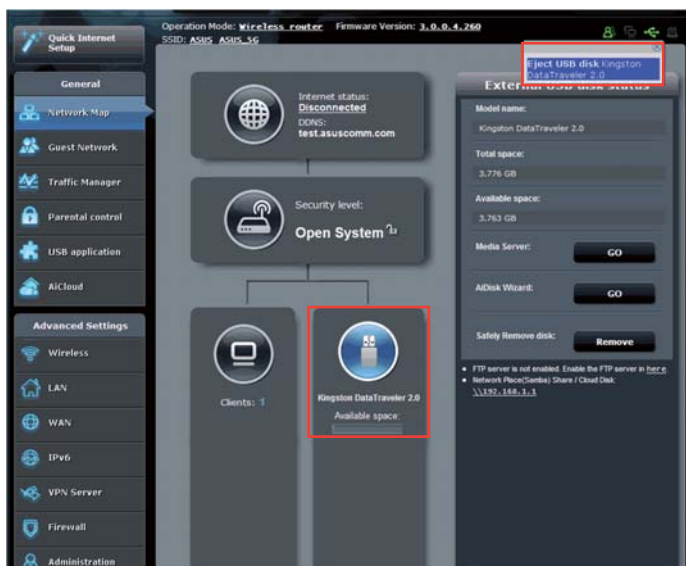 Operation Mode: Wireless router Firmware Version: 3.0.0.4.260
SSID: ASUS ASUS_5G
Quick Internet
Setup
General
Network Map
Guest Network
Traffic Manager
Parental control
USB application
AiCloud
Advanced Settings
Wireless
LAN
WAN
IPv6
VPN Server
Firewall
Administration
Internet status:
Disconnected
DDNS:
test.asuscomm.com
Security level:
Open System
Clients: 1
Kingston DataTraveler 2.0
Available space:
Eject USB disk Kingston
DataTraveler 2.0
External USB disk status
Model name:
Kingston DataTraveler 2.0
Total space:
3.776 GB
Available space:
3.763 GB
Media Server:
GO
AiDisk Wizard:
GO
Safely Remove disk:
Remove
FTP server is not enabled. Enable the FTP server in here.
Network Place(Samba) Share / Cloud Disk:
\\192.168.1.1